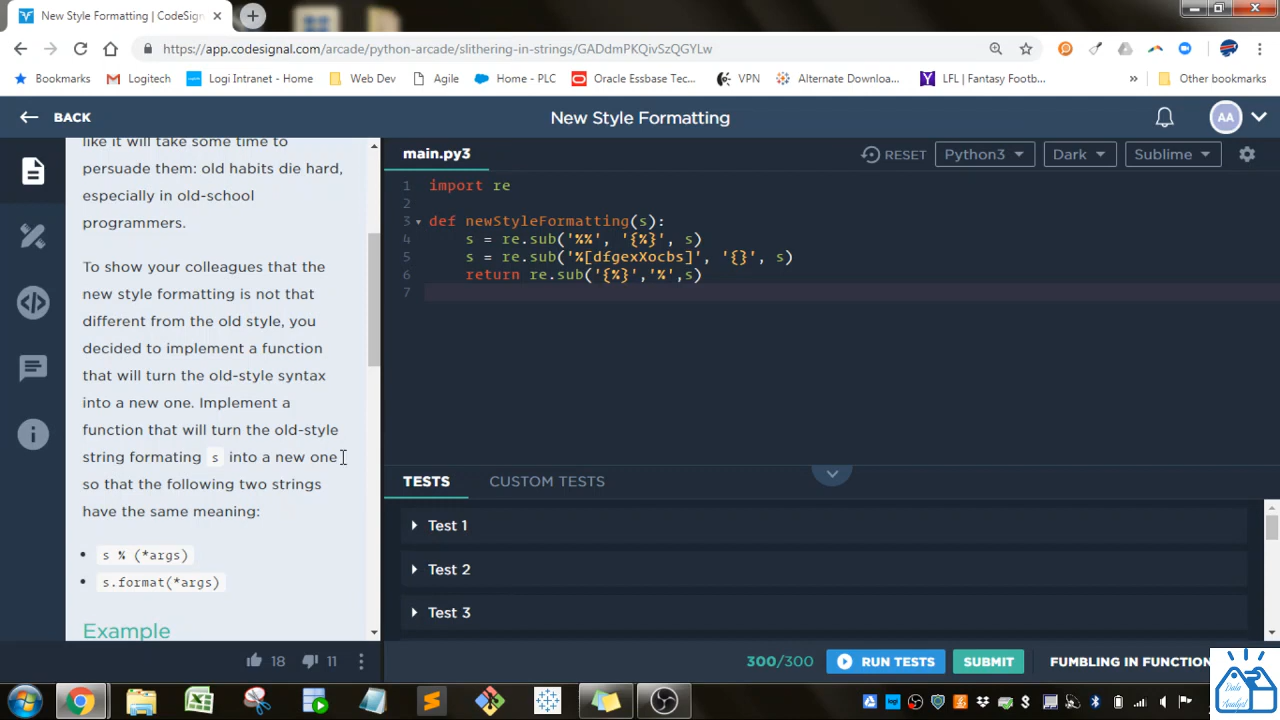 New Style Formatting | CodeSign
https://app.codesignal.com/arcade/python-arcade/slithering-in-strings/GADdmPKQivSzQGYLw
Bookmarks
Logitech
Logi Intranet - Home
Web Dev
Agile
Home - PLC
Oracle Essbase Tec...
VPN
Alternate Downloa...
LFL | Fantasy Footb...
»
Other bookmarks
BACK
New Style Formatting
AA
like it will take some time to
persuade them: old habits die hard,
especially in old-school
programmers.
To show your colleagues that the
new style formatting is not that
different from the old style, you
decided to implement a function
that will turn the old-style syntax
into a new one. Implement a
function that will turn the old-style
string formating s into a new one
so that the following two strings
have the same meaning:
• s % (*args)
• s.format(*args)
Example
18
11
main.py3
RESET
Python3
Dark
Sublime
1 import re
2
3 def newStyleFormatting(s):
4 s = re.sub('%%', '{%}', s)
5 s = re.sub('%[dfgexXocbs]', '{}', s)
6 return re.sub('{%}','%',s)
7
TESTS
CUSTOM TESTS
Test 1
Test 2
Test 3
300/300
RUN TESTS
SUBMIT
FUMBLING IN FUNCTION
Data
Analyst